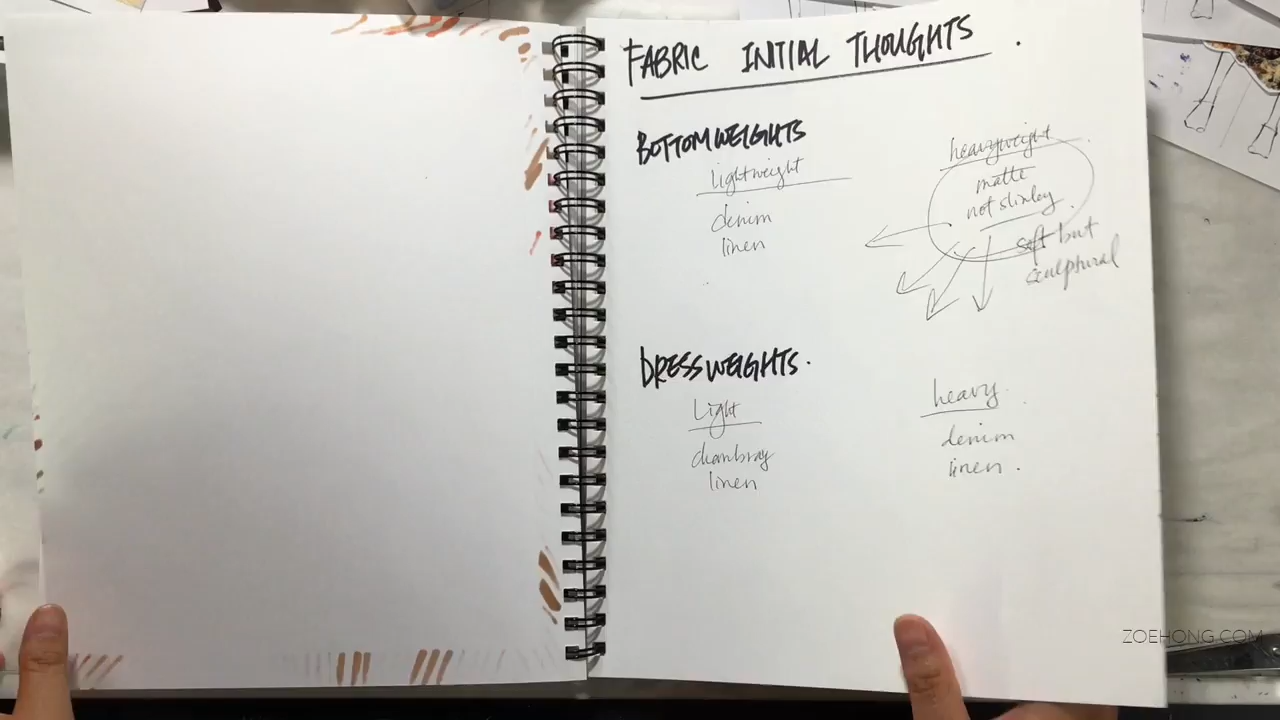 FABRIC INITIAL THOUGHTS.
BOTTOMWEIGHTS
lightweight
denim
linen
heavyweight
matte
not slinky.
soft but
sculptural
DRESSWEIGHTS.
Light
chambray
linen
heavy.
denim
linen.
ZOEHONG.COM